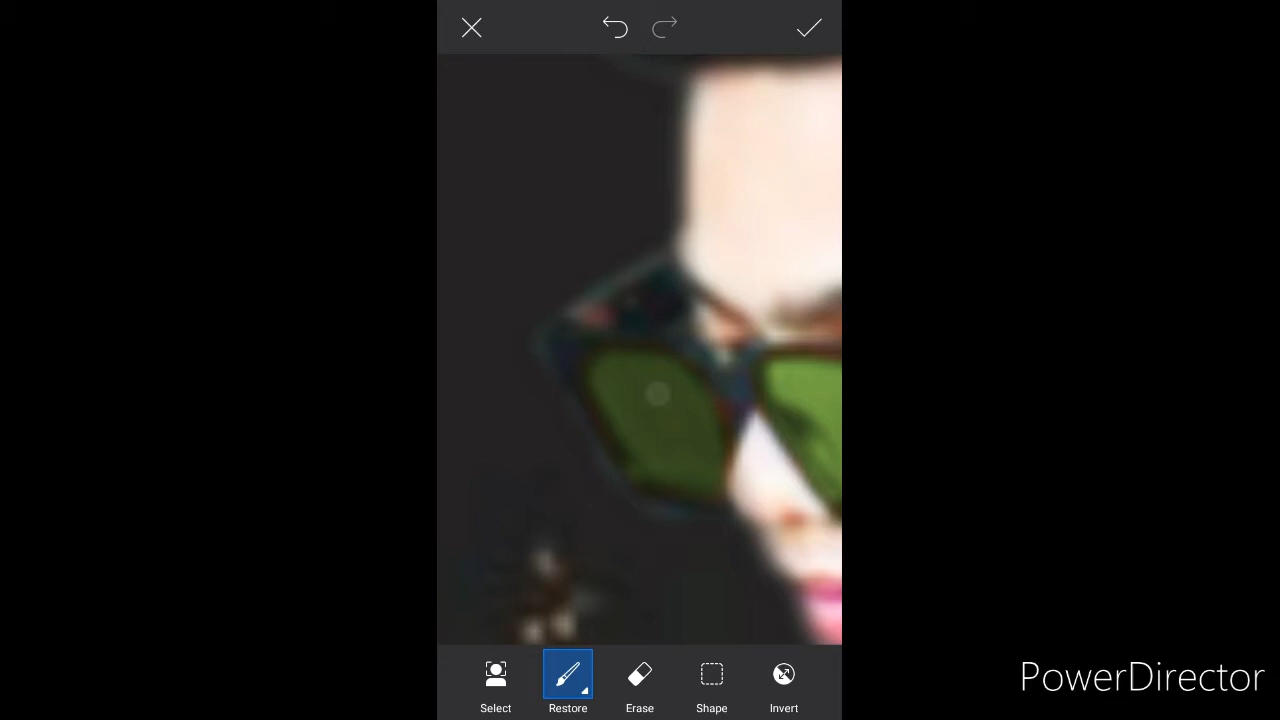 Select
Restore
Erase
Shape
Invert
PowerDirector